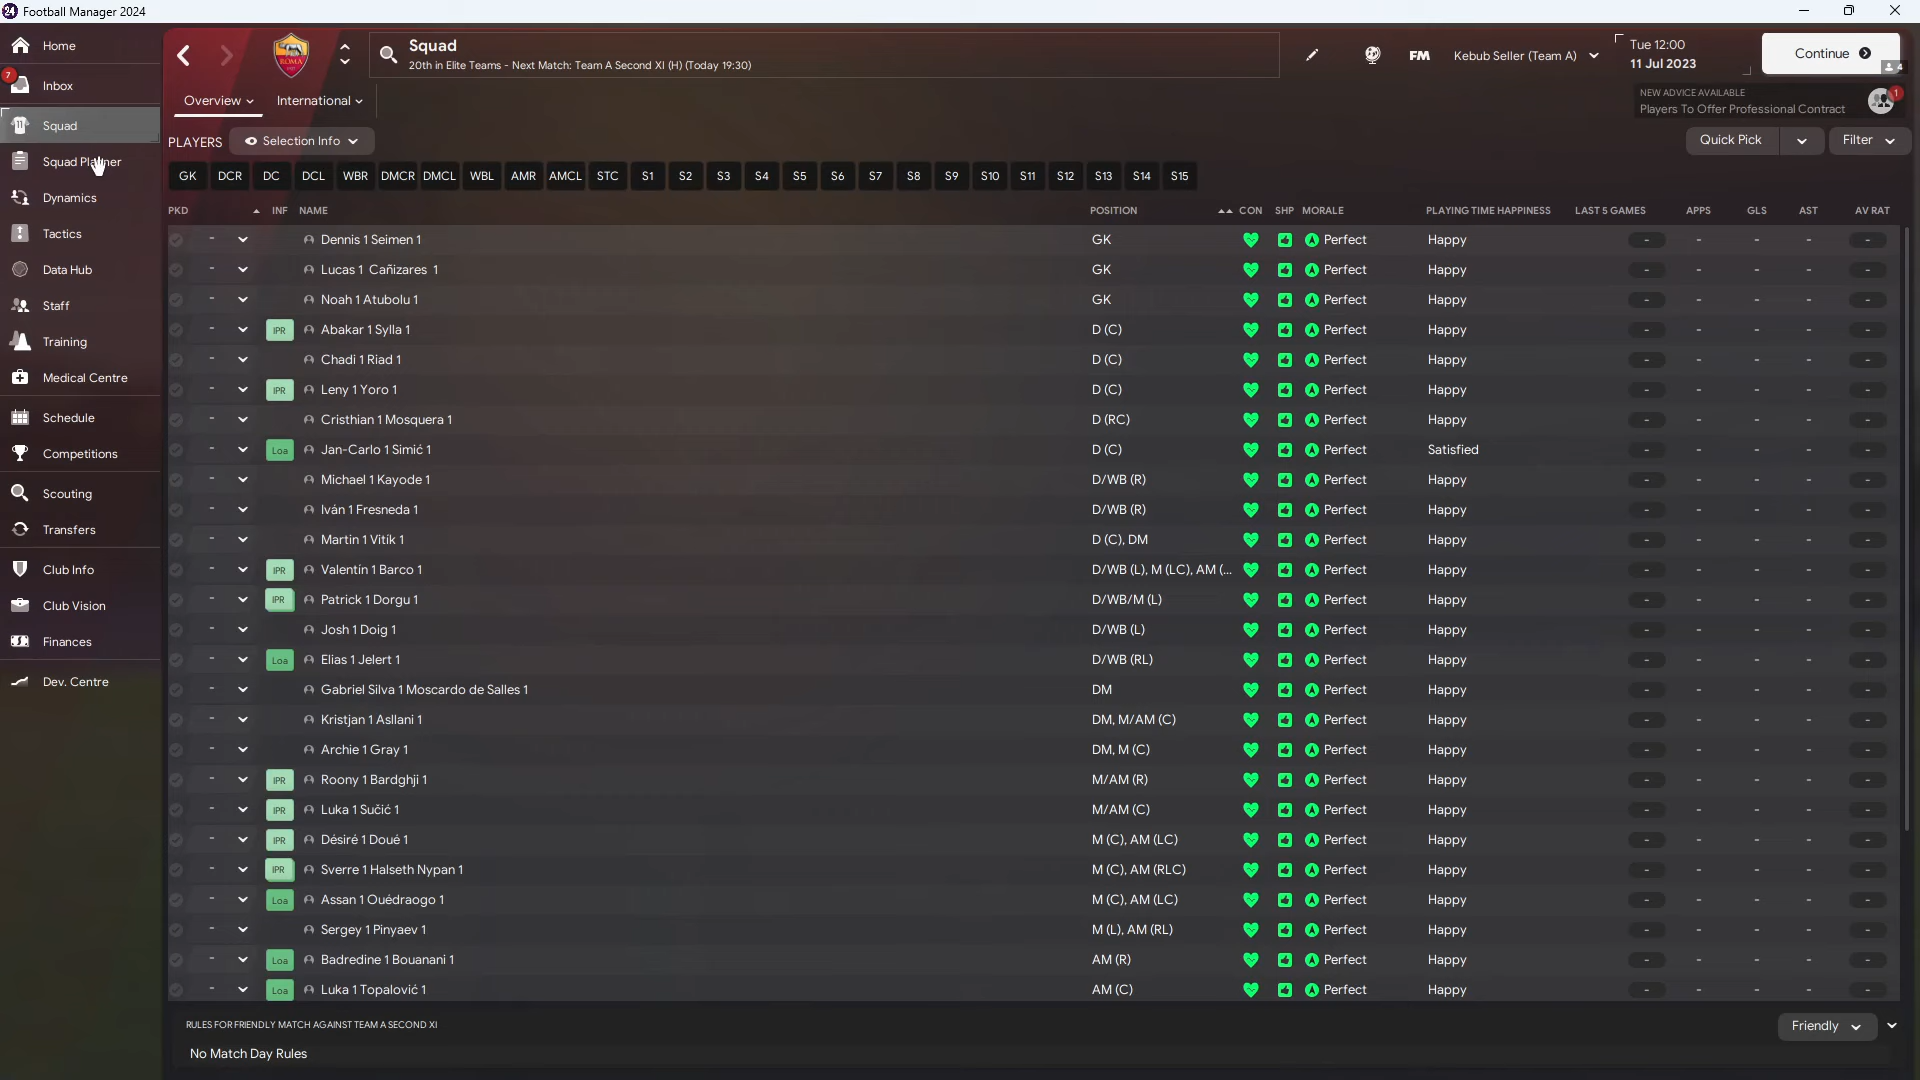 24 Football Manager 2024
Home
7
Inbox
Squad
Squad Planner
Dynamics
Tactics
Data Hub
Staff
Training
Medical Centre
Schedule
Competitions
Scouting
Transfers
Club Info
Club Vision
Finances
Dev. Centre
ROMA
Squad
20th in Elite Teams - Next Match: Team A Second XI (H) (Today 19:30)
FM Kebub Seller (Team A)
Tue 12:00
11 Jul 2023
Continue
4
Overview International
NEW ADVICE AVAILABLE
Players To Offer Professional Contract
1
PLAYERS Selection Info
Quick Pick Filter
GK DCR DC DCL WBR DMCR DMCL WBL AMR AMCL STC S1 S2 S3 S4 S5 S6 S7 S8 S9 S10 S11 S12 S13 S14 S15
PKD INF NAME POSITION CON SHP MORALE PLAYING TIME HAPPINESS LAST 5 GAMES APPS GLS AST AV RAT
- Dennis 1 Seimen 1 GK Perfect Happy - - - - -
- Lucas 1 Cañizares 1 GK Perfect Happy - - - - -
- Noah 1 Atubolu 1 GK Perfect Happy - - - - -
- IPR Abakar 1 Sylla 1 D (C) Perfect Happy - - - - -
- Chadi 1 Riad 1 D (C) Perfect Happy - - - - -
- IPR Leny 1 Yoro 1 D (C) Perfect Happy - - - - -
- Cristhian 1 Mosquera 1 D (RC) Perfect Happy - - - - -
- Loa Jan-Carlo 1 Simić 1 D (C) Perfect Satisfied - - - - -
- Michael 1 Kayode 1 D/WB (R) Perfect Happy - - - - -
- Iván 1 Fresneda 1 D/WB (R) Perfect Happy - - - - -
- Martin 1 Vitík 1 D (C), DM Perfect Happy - - - - -
- IPR Valentín 1 Barco 1 D/WB (L), M (LC), AM (... Perfect Happy - - - - -
- IPR Patrick 1 Dorgu 1 D/WB/M (L) Perfect Happy - - - - -
- Josh 1 Doig 1 D/WB (L) Perfect Happy - - - - -
- Loa Elias 1 Jelert 1 D/WB (RL) Perfect Happy - - - - -
- Gabriel Silva 1 Moscardo de Salles 1 DM Perfect Happy - - - - -
- Kristjan 1 Asllani 1 DM, M/AM (C) Perfect Happy - - - - -
- Archie 1 Gray 1 DM, M (C) Perfect Happy - - - - -
- IPR Roony 1 Bardghji 1 M/AM (R) Perfect Happy - - - - -
- IPR Luka 1 Sučić 1 M/AM (C) Perfect Happy - - - - -
- IPR Désiré 1 Doué 1 M (C), AM (LC) Perfect Happy - - - - -
- IPR Sverre 1 Halseth Nypan 1 M (C), AM (RLC) Perfect Happy - - - - -
- Loa Assan 1 Ouédraogo 1 M (C), AM (LC) Perfect Happy - - - - -
- Sergey 1 Pinyaev 1 M (L), AM (RL) Perfect Happy - - - - -
- Loa Badredine 1 Bouanani 1 AM (R) Perfect Happy - - - - -
- Loa Luka 1 Topalović 1 AM (C) Perfect Happy - - - - -
RULES FOR FRIENDLY MATCH AGAINST TEAM A SECOND XI
Friendly
No Match Day Rules